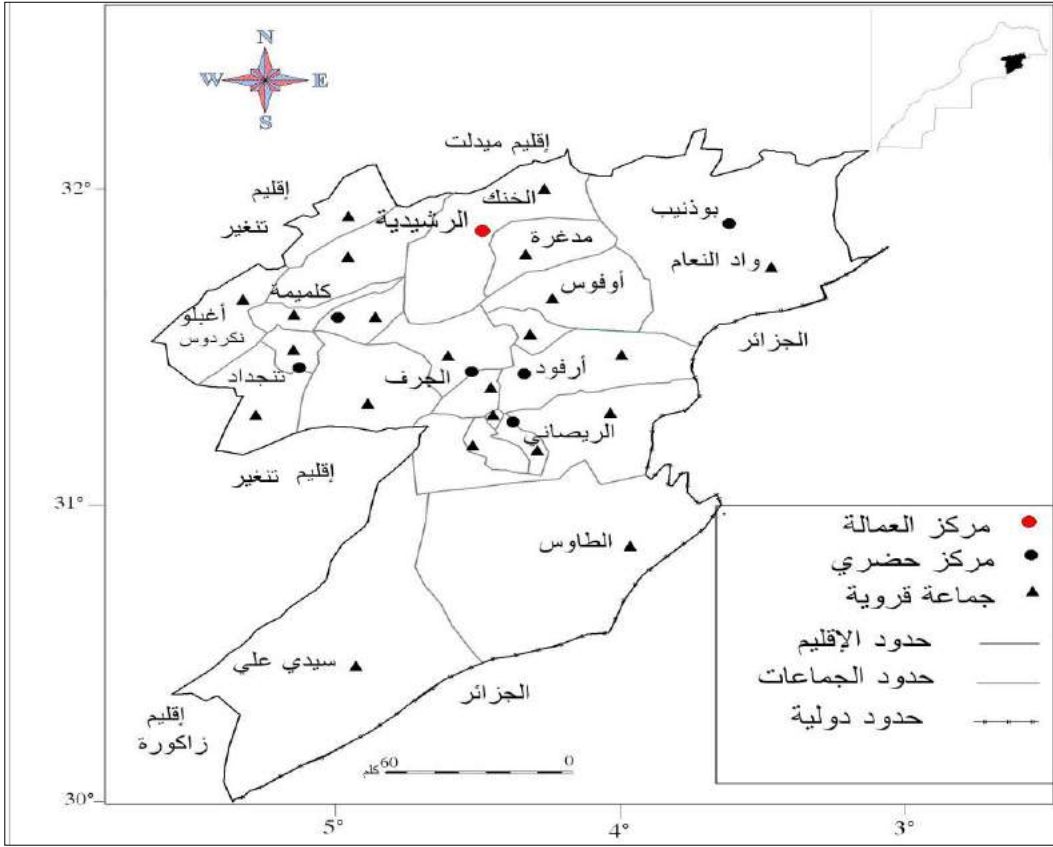 N
W E
S
إقليم ميدلت
32°
إقليم
تنغير
الخنك
الرشيدية
بوذنيب
مدغرة
واد النعام
أوفوس
كلميمة
أغبلو
نكردوس
الجزائر
تنجداد
الجرف
أرفود
الريصاني
إقليم تنغير
31°
الطاوس
سيدي علي
الجزائر
إقليم
زاكورة
مركز العمالة
مركز حضري
جماعة قروية
حدود الإقليم
حدود الجماعات
حدود دولية
كلم 60 0
30°
5° 4° 3°